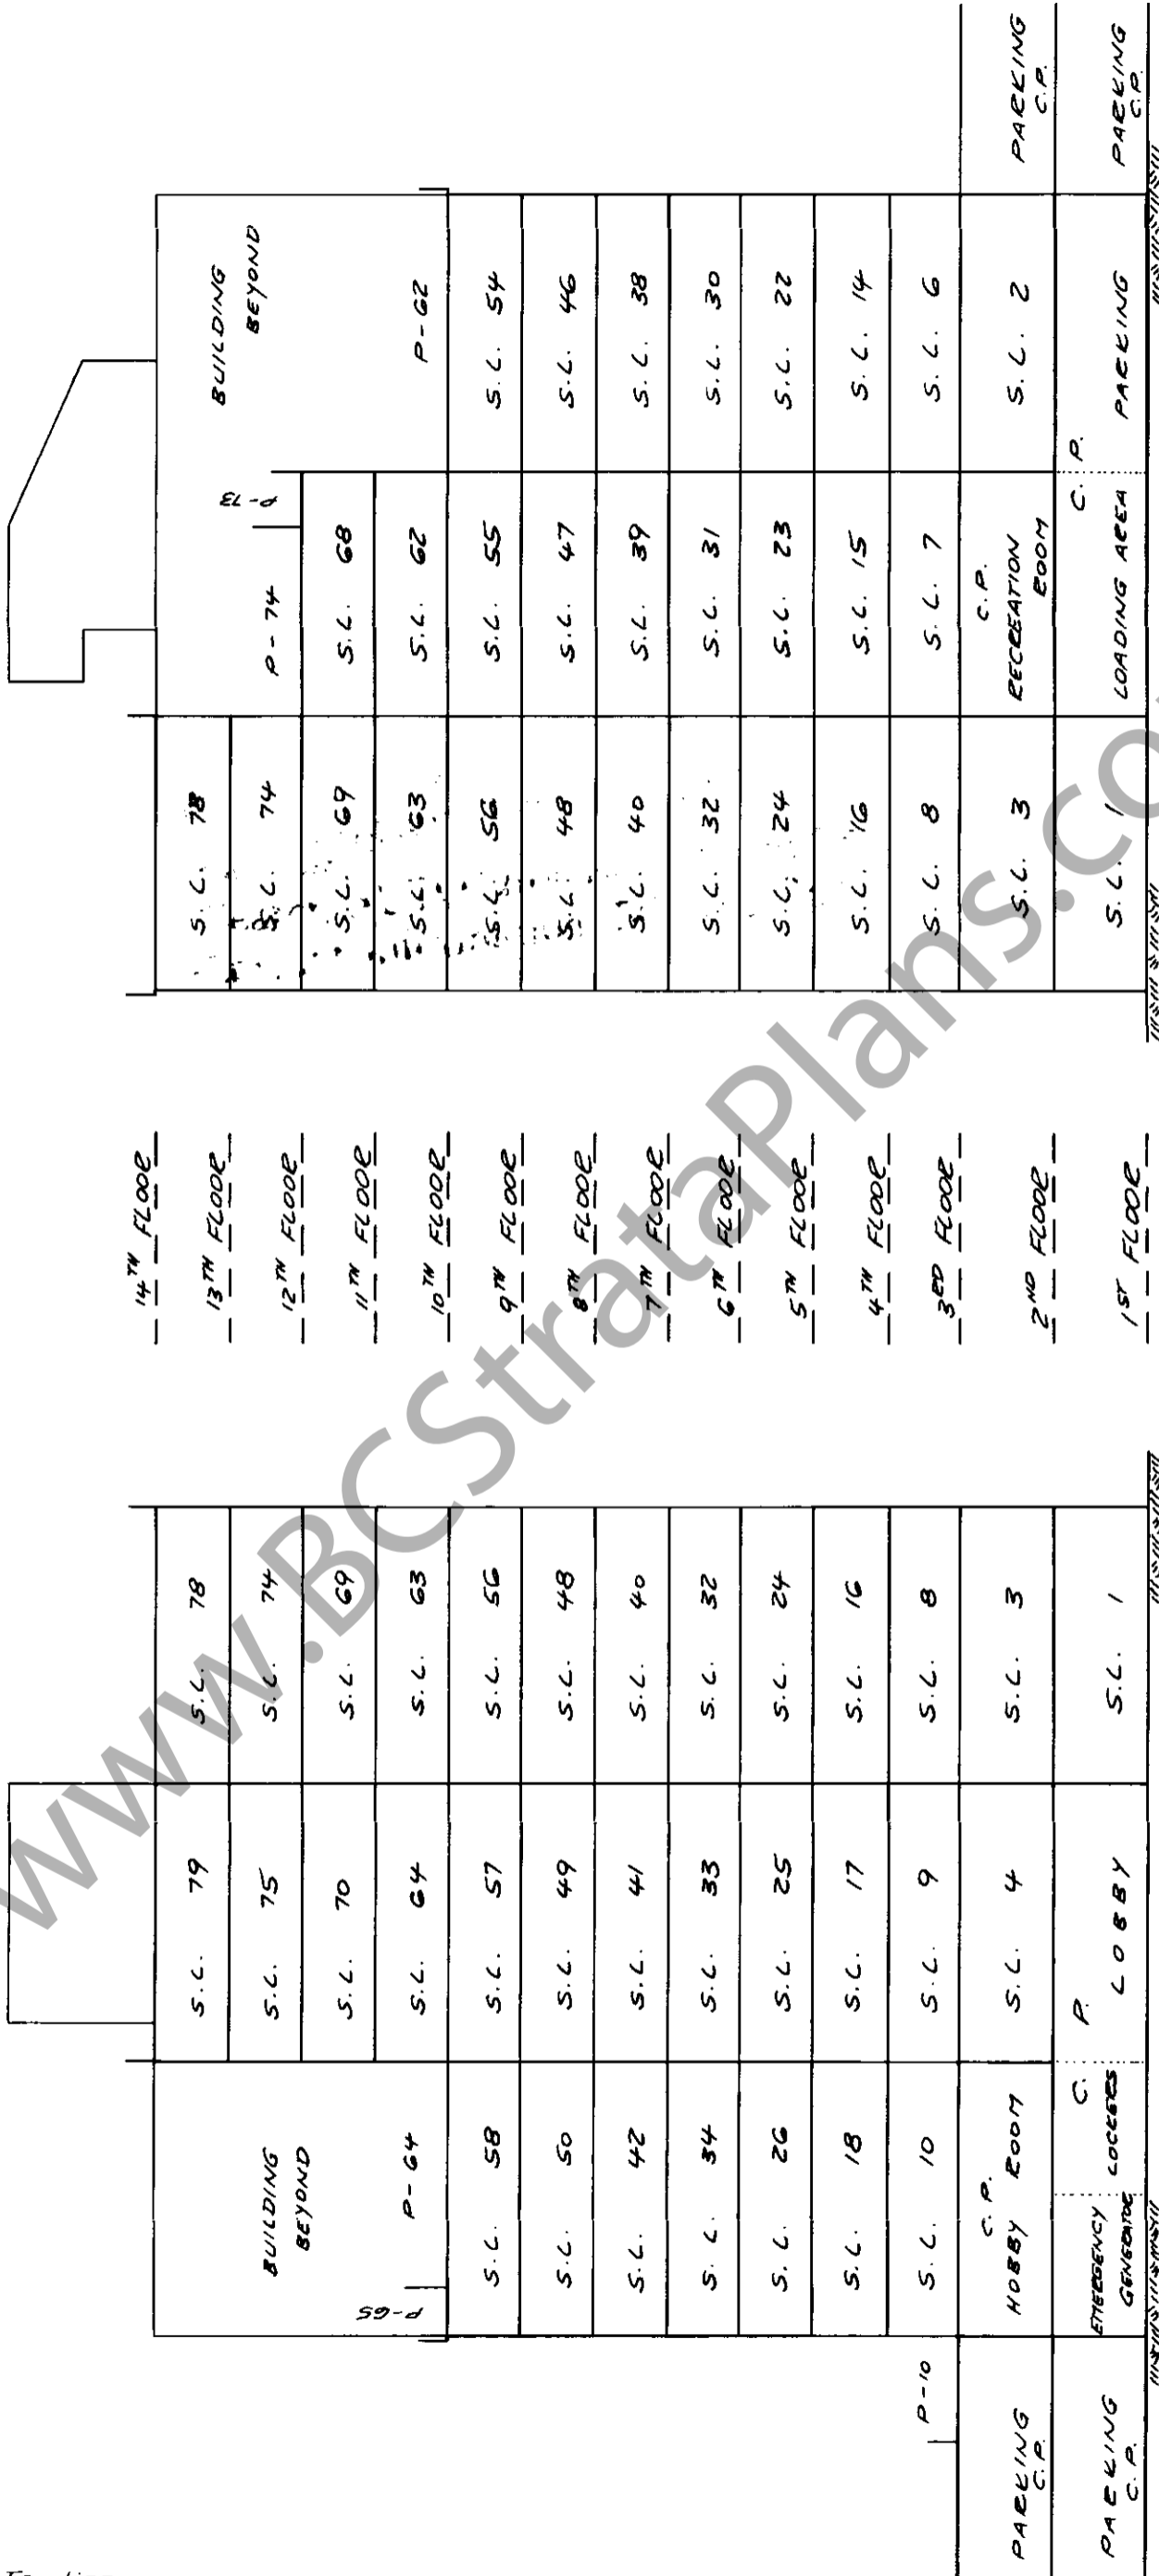 S.L. 79 S.L. 78
BUILDING
BEYOND
S.L. 75 S.L. 74
S.L. 70 S.L. 69
P-65 P-64 S.L. 64 S.L. 63
S.L. 58 S.L. 57 S.L. 56
S.L. 50 S.L. 49 S.L. 48
S.L. 42 S.L. 41 S.L. 40
S.L. 34 S.L. 33 S.L. 32
S.L. 26 S.L. 25 S.L. 24
S.L. 18 S.L. 17 S.L. 16
P-10 S.L. 10 S.L. 9 S.L. 8
PARKING
C.P.
C.P.
HOBBY ROOM
S.L. 4 S.L. 3
PARKING
C.P.
C. P.
EMERGENCY
GENERATOR
LOCKERS
LOBBY
S.L. 1
14TH FLOOR
13TH FLOOR
12TH FLOOR
11TH FLOOR
10TH FLOOR
9TH FLOOR
8TH FLOOR
7TH FLOOR
6TH FLOOR
5TH FLOOR
4TH FLOOR
3RD FLOOR
2ND FLOOR
1ST FLOOR
S.L. 78
BUILDING
BEYOND
S.L. 74 P-74 P-73
S.L. 69 S.L. 68
S.L. 63 S.L. 62 P-62
S.L. 56 S.L. 55 S.L. 54
S.L. 48 S.L. 47 S.L. 46
S.L. 40 S.L. 39 S.L. 38
S.L. 32 S.L. 31 S.L. 30
S.L. 24 S.L. 23 S.L. 22
S.L. 16 S.L. 15 S.L. 14
S.L. 8 S.L. 7 S.L. 6
S.L. 3
C.P.
RECREATION
ROOM
S.L. 2
PARKING
C.P.
S.L. 1
C. P.
LOADING AREA PARKING
PARKING
C.P.